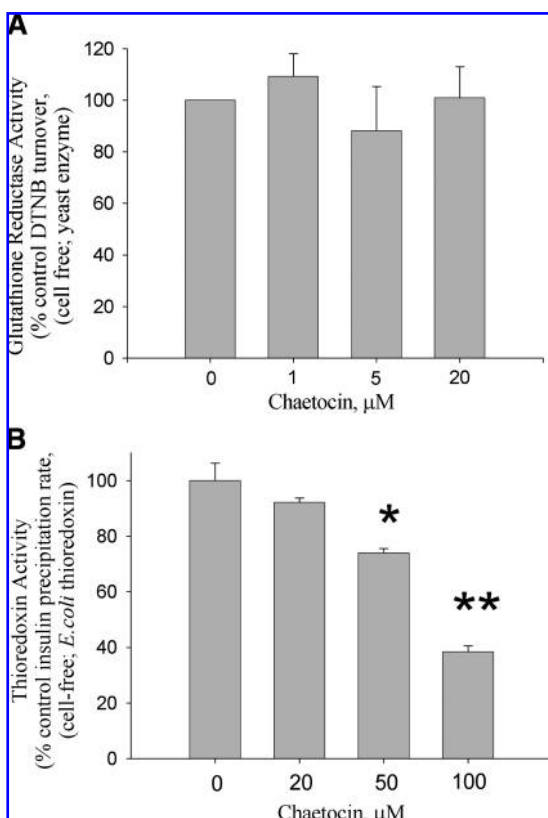 A
Glutathione Reductase Activity
(% control DTNB turnover,
(cell free; yeast enzyme)
120
100
80
60
40
20
0
0 1 5 20
Chaetocin, μM
B
Thioredoxin Activity
(% control insulin precipitation rate,
(cell-free; E.coli thioredoxin)
100
80
60
40
20
0
*
**
0 20 50 100
Chaetocin, μM